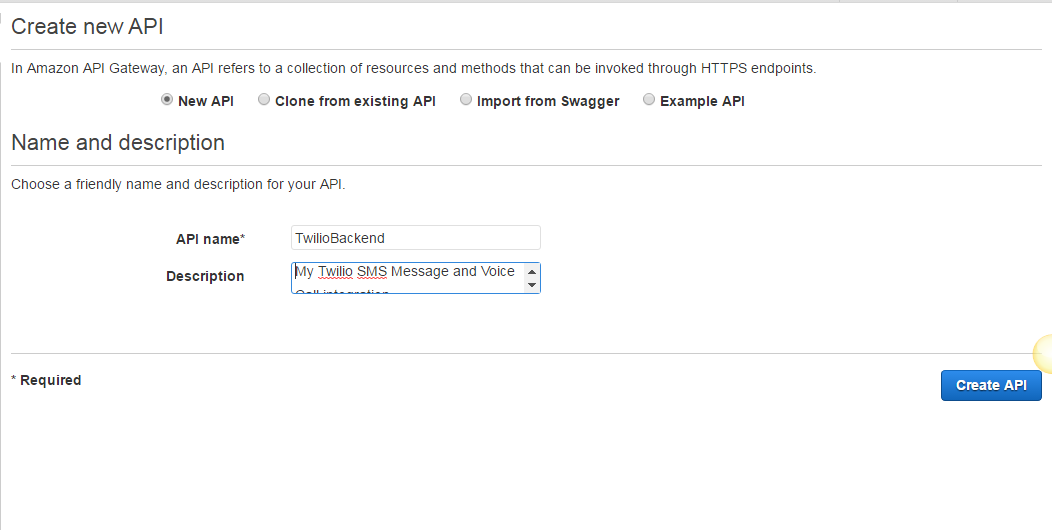 Create new API
In Amazon API Gateway, an API refers to a collection of resources and methods that can be invoked through HTTPS endpoints.
New API Clone from existing API Import from Swagger Example API
Name and description
Choose a friendly name and description for your API.
API name* TwilioBackend
Description My Twilio SMS Message and Voice
Call integration
* Required
Create API